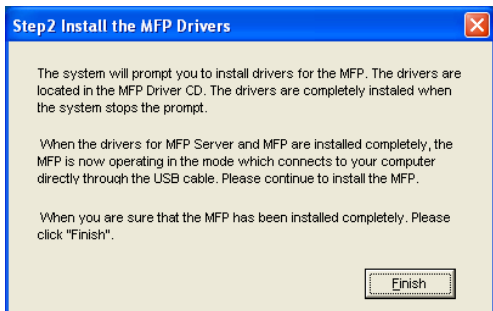 Step2 Install the MFP Drivers
The system will prompt you to install drivers for the MFP. The drivers are
located in the MFP Driver CD. The drivers are completely instaled when
the system stops the prompt.
When the drivers for MFP Server and MFP are installed completely, the
MFP is now operating in the mode which connects to your computer
directly through the USB cable. Please continue to install the MFP.
When you are sure that the MFP has been installed completely. Please
click "Finish".
Finish